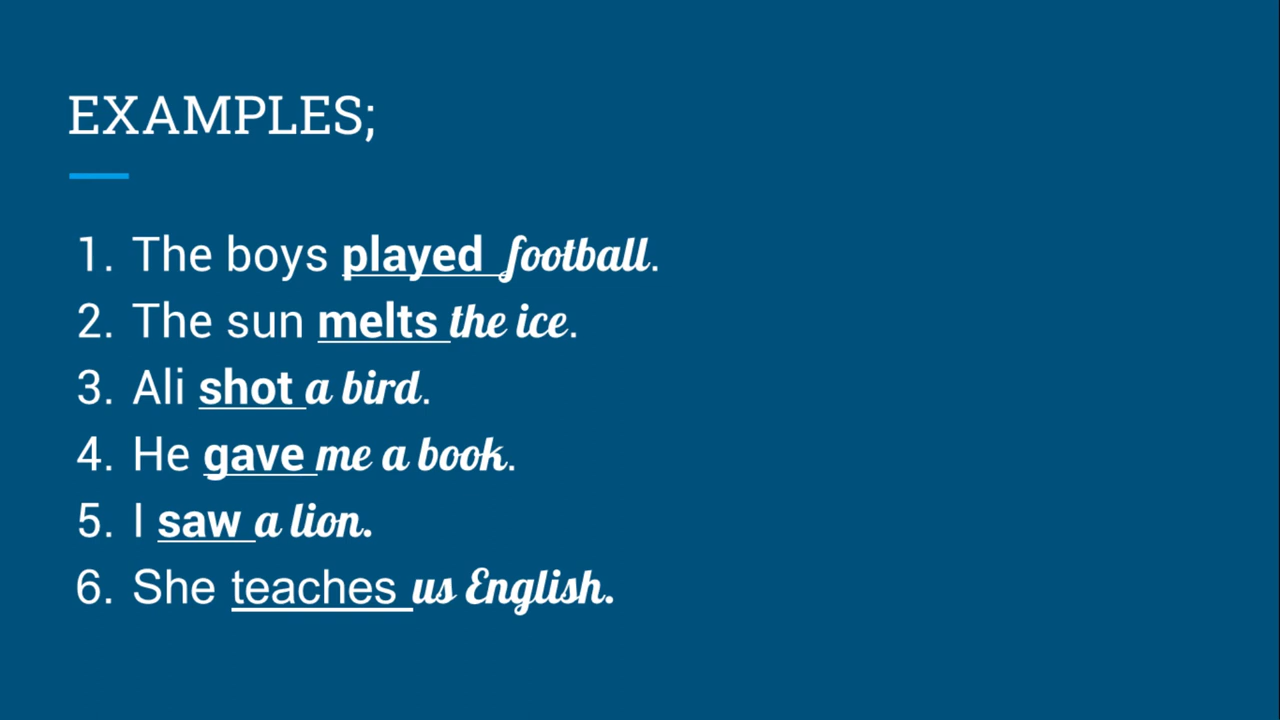 EXAMPLES;
1. The boys played football.
2. The sun melts the ice.
3. Ali shot a bird.
4. He gave me a book.
5. I saw a lion.
6. She teaches us English.